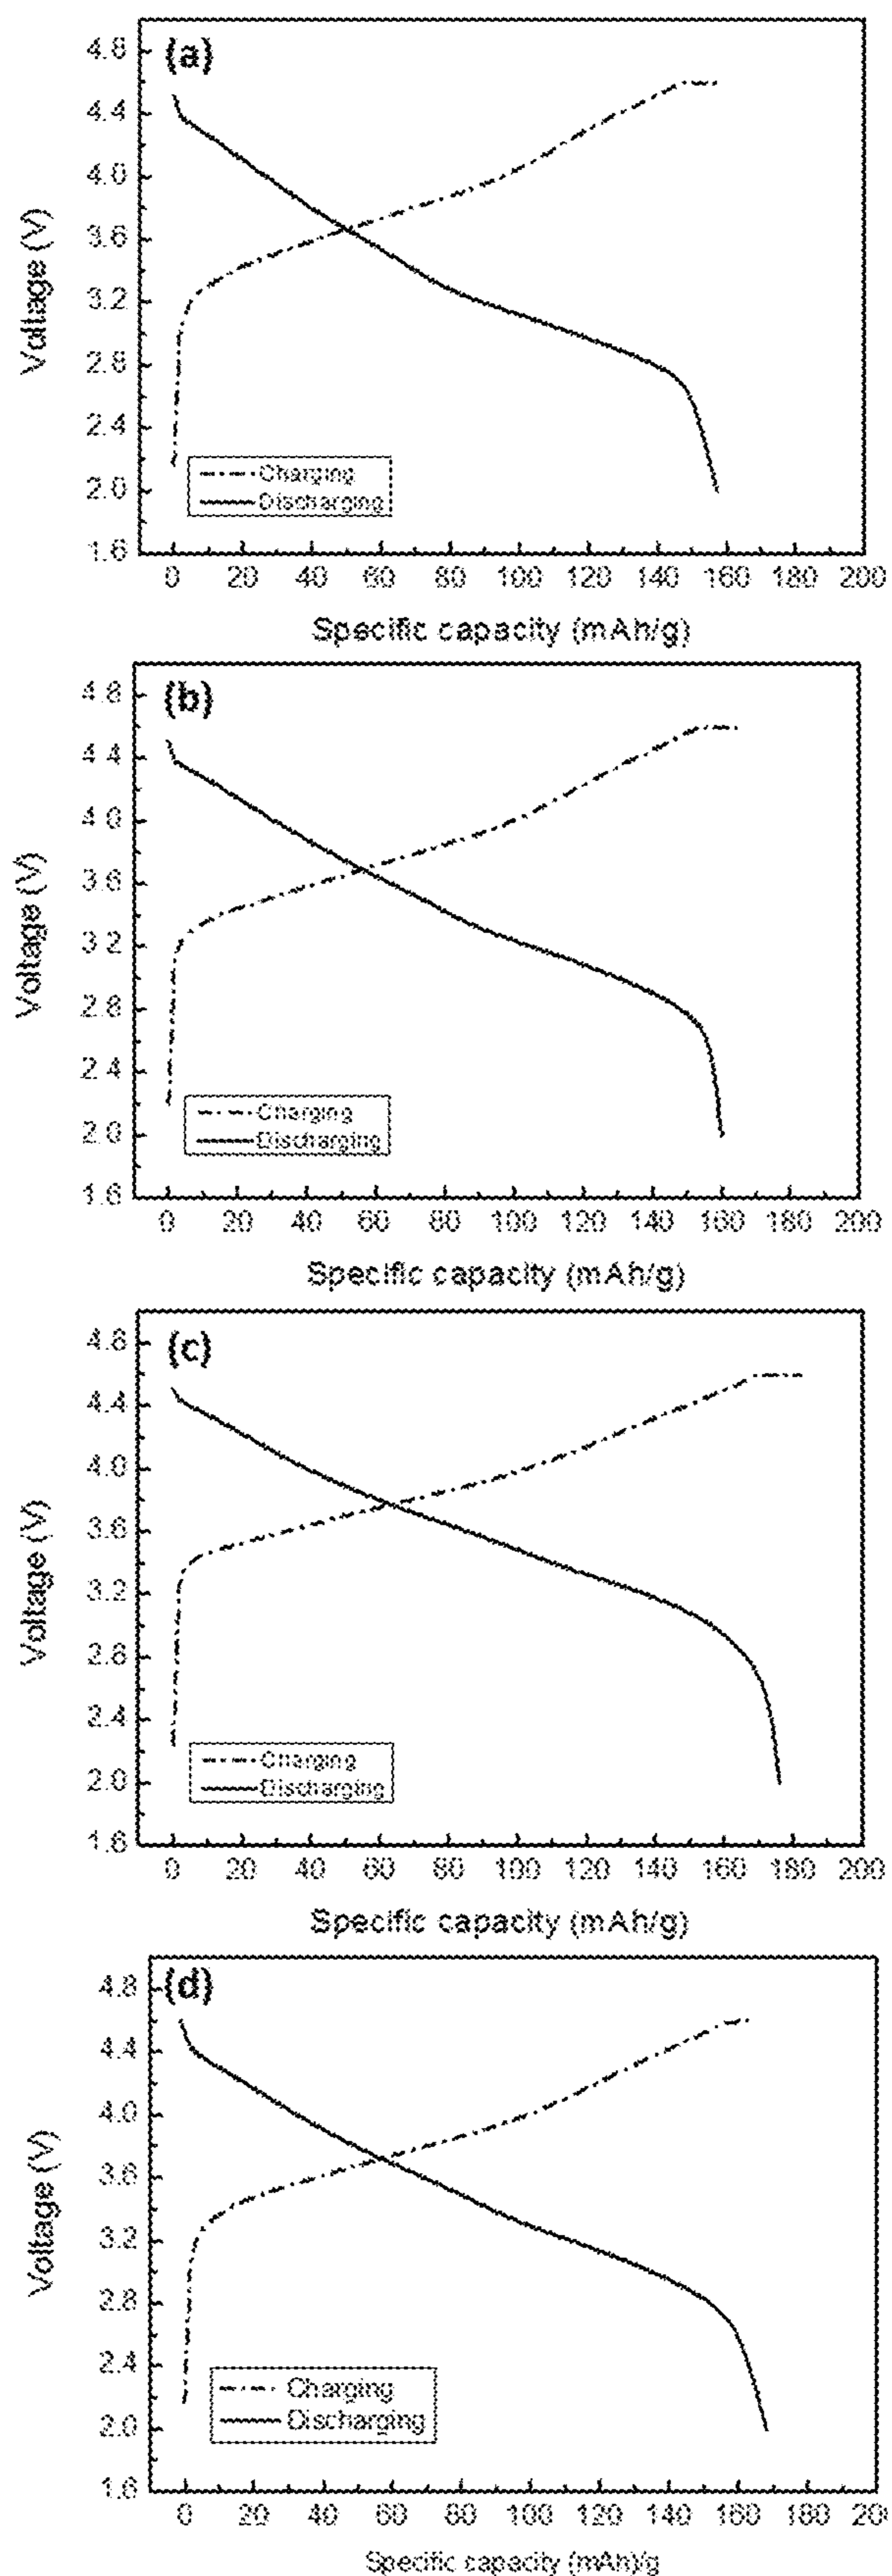 (a)
4.8
4.4
4.0
3.6
3.2
2.8
2.4
2.0
1.6
Voltage (V)
Charging
Discharging
0 20 40 60 80 100 120 140 160 180 200
Specific capacity (mAh/g)
(b)
4.8
4.4
4.0
3.6
3.2
2.8
2.4
2.0
1.6
Voltage (V)
Charging
Discharging
0 20 40 60 80 100 120 140 160 180 200
Specific capacity (mAh/g)
(c)
4.8
4.4
4.0
3.6
3.2
2.8
2.4
2.0
1.6
Voltage (V)
Charging
Discharging
0 20 40 60 80 100 120 140 160 180 200
Specific capacity (mAh/g)
(d)
4.8
4.4
4.0
3.6
3.2
2.8
2.4
2.0
1.6
Voltage (V)
Charging
Discharging
0 20 40 60 80 100 120 140 160 180 200
Specific capacity (mAh)/g